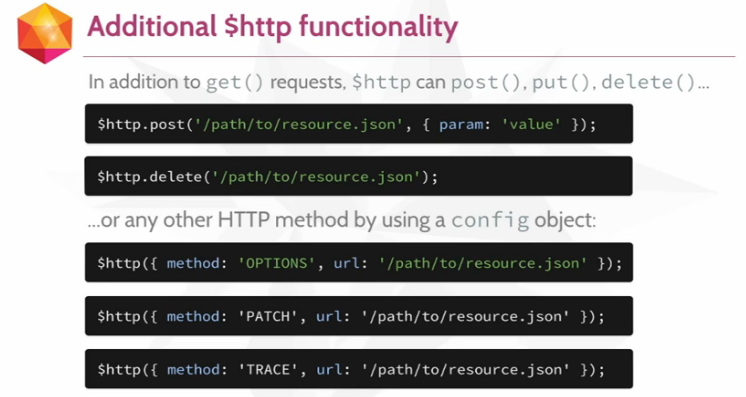 Additional $http functionality
In addition to get() requests, $http can post(), put(), delete()...
$http.post('/path/to/resource.json', { param: 'value' });
$http.delete('/path/to/resource.json');
...or any other HTTP method by using a config object:
$http({ method: 'OPTIONS', url: '/path/to/resource.json' });
$http({ method: 'PATCH', url: '/path/to/resource.json' });
$http({ method: 'TRACE', url: '/path/to/resource.json' });